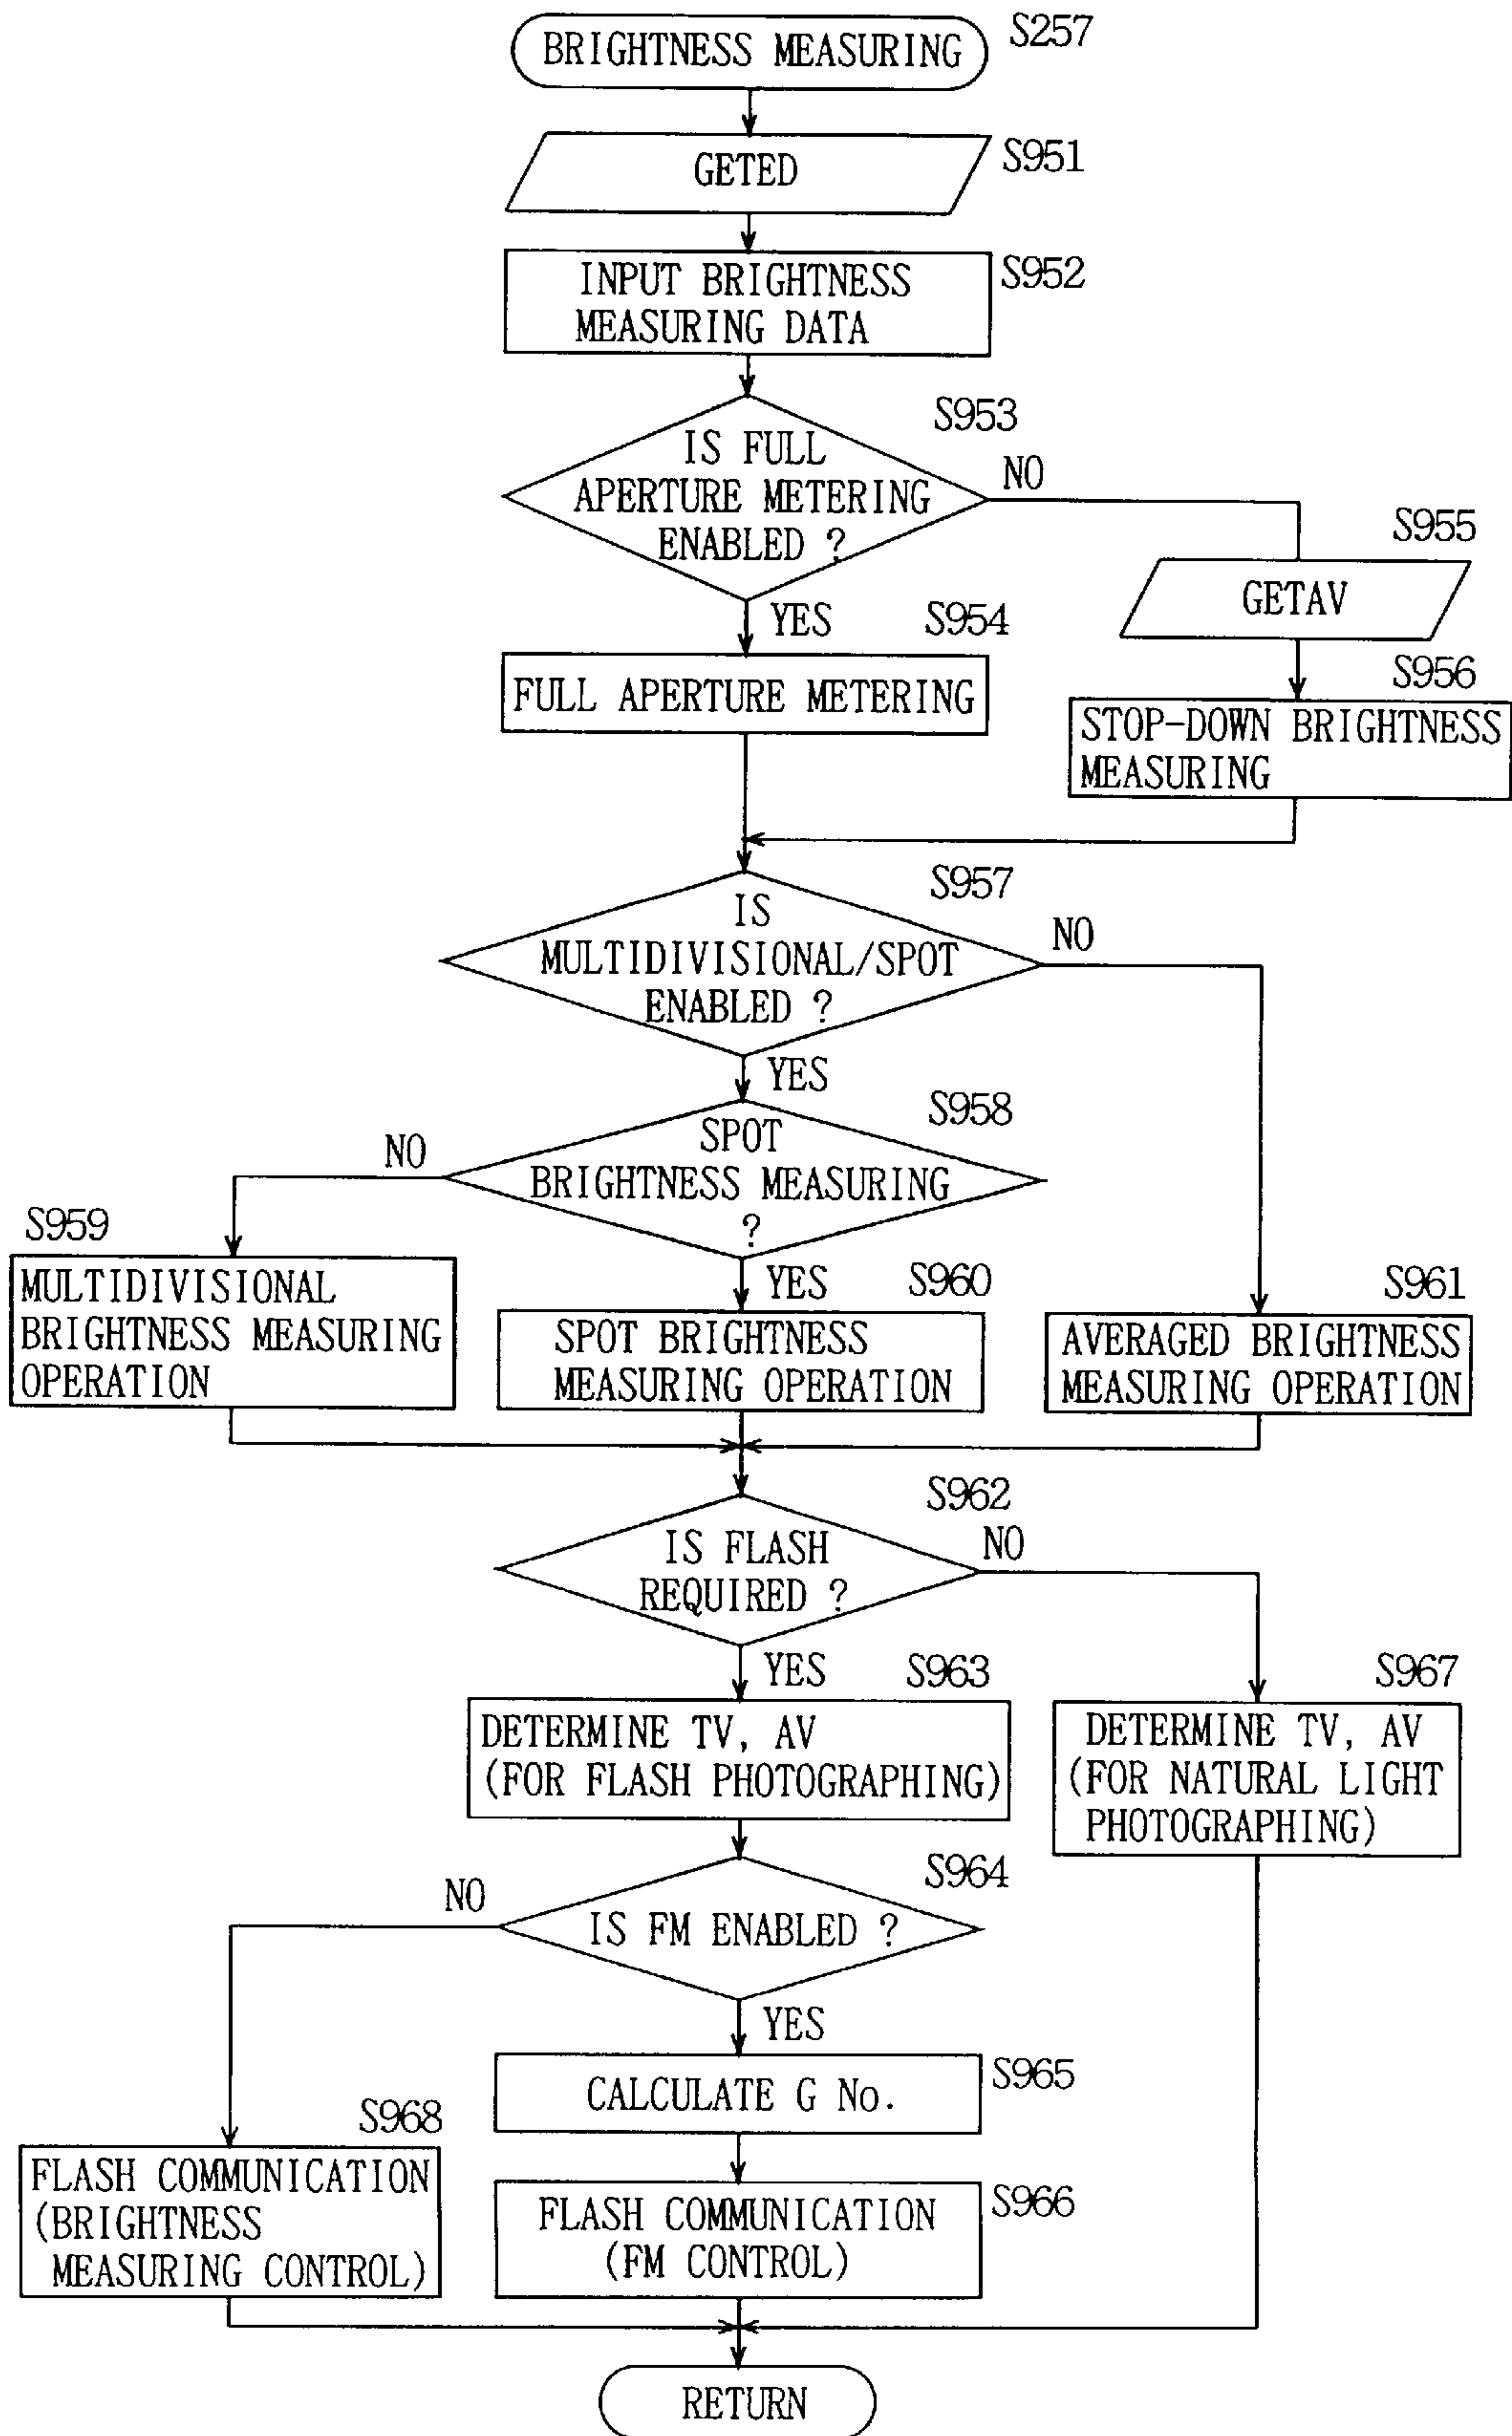 BRIGHTNESS MEASURING
S257
GETED
S951
INPUT BRIGHTNESS
MEASURING DATA
S952
S953
IS FULL
APERTURE METERING
ENABLED ?
NO
YES
S954
FULL APERTURE METERING
S955
GETAV
S956
STOP-DOWN BRIGHTNESS
MEASURING
S957
IS
MULTIDIVISIONAL/SPOT
ENABLED ?
NO
YES
S958
SPOT
BRIGHTNESS MEASURING
?
NO
YES
S959
MULTIDIVISIONAL
BRIGHTNESS MEASURING
OPERATION
S960
SPOT BRIGHTNESS
MEASURING OPERATION
S961
AVERAGED BRIGHTNESS
MEASURING OPERATION
S962
IS FLASH
REQUIRED ?
NO
YES
S963
DETERMINE TV, AV
(FOR FLASH PHOTOGRAPHING)
S967
DETERMINE TV, AV
(FOR NATURAL LIGHT
PHOTOGRAPHING)
S964
IS FM ENABLED ?
NO
YES
S965
CALCULATE G No.
S968
FLASH COMMUNICATION
(BRIGHTNESS
MEASURING CONTROL)
S966
FLASH COMMUNICATION
(FM CONTROL)
RETURN